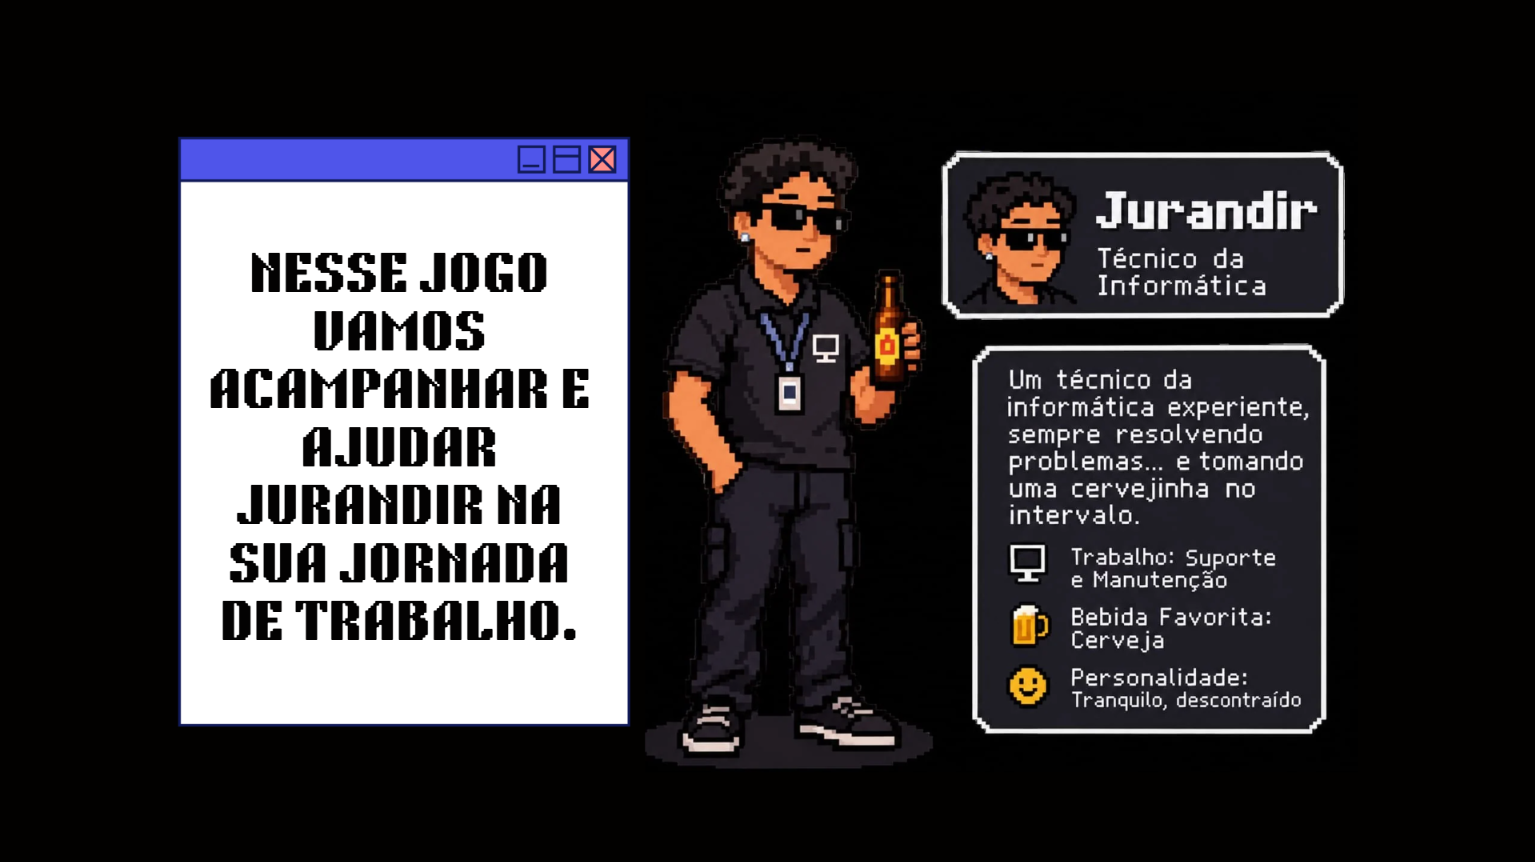 NESSE JOGO
VAMOS
ACAMPANHAR E
AJUDAR
JURANDIR NA
SUA JORNADA
DE TRABALHO.
Jurandir
Técnico da
Informática
Um técnico da
informática experiente,
sempre resolvendo
problemas... e tomando
uma cervejinha no
intervalo.
Trabalho: Suporte
e Manutenção
Bebida Favorita:
Cerveja
Personalidade:
Tranquilo, descontraído